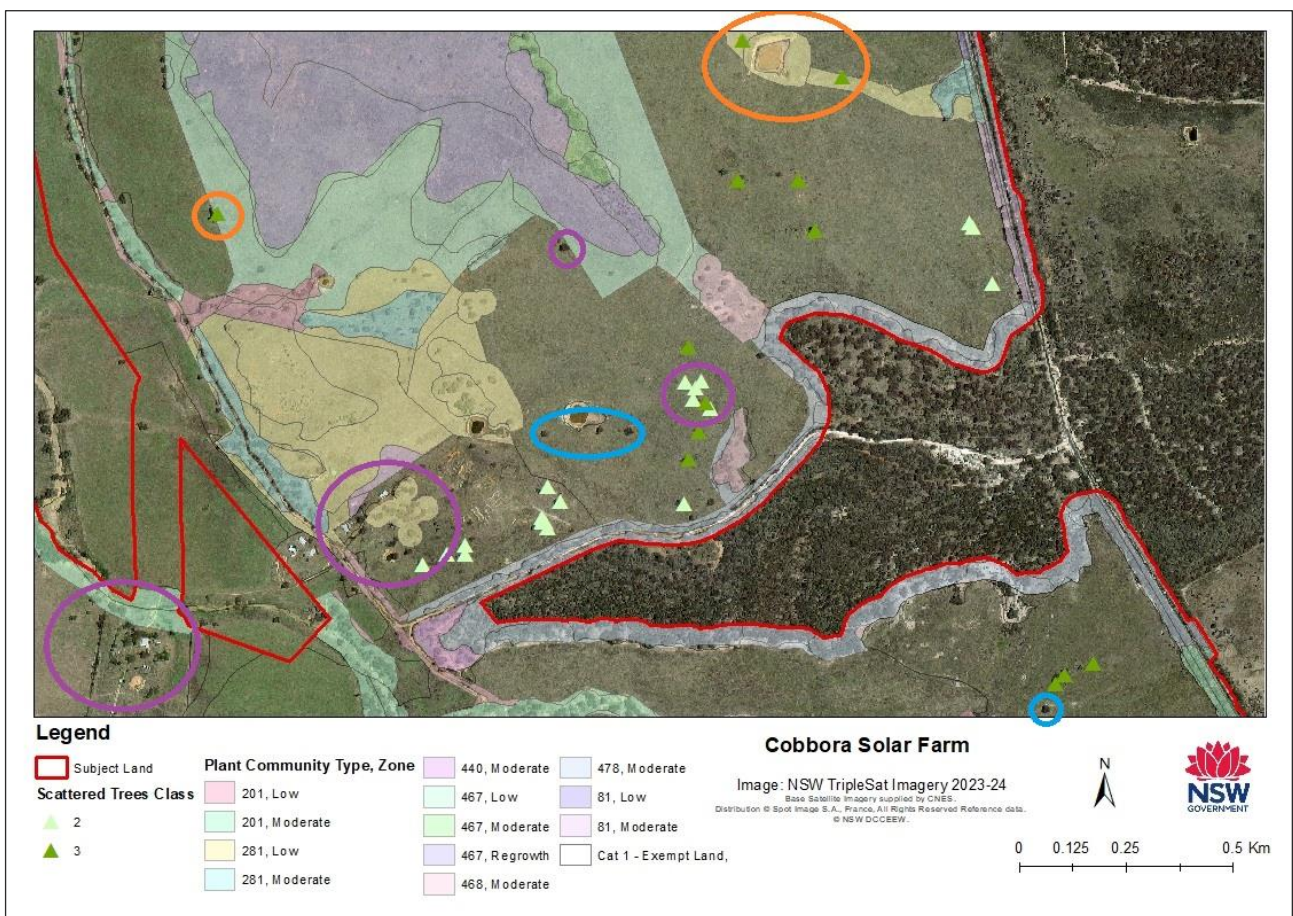 Legend
Subject Land
Scattered Trees Class
2
3
Plant Community Type, Zone
201, Low
201, Moderate
281, Low
281, Moderate
440, Moderate
467, Low
467, Moderate
467, Regrowth
468, Moderate
478, Moderate
81, Low
81, Moderate
Cat 1 - Exempt Land,
Cobbora Solar Farm
Image: NSW TripleSat Imagery 2023-24
Base Satellite Imagery supplied by CNES.
Distribution © Spot Image S.A., France, All Rights Reserved Reference data.
© NSW DCCEEW.
N
NSW
GOVERNMENT
0 0.125 0.25 0.5 Km